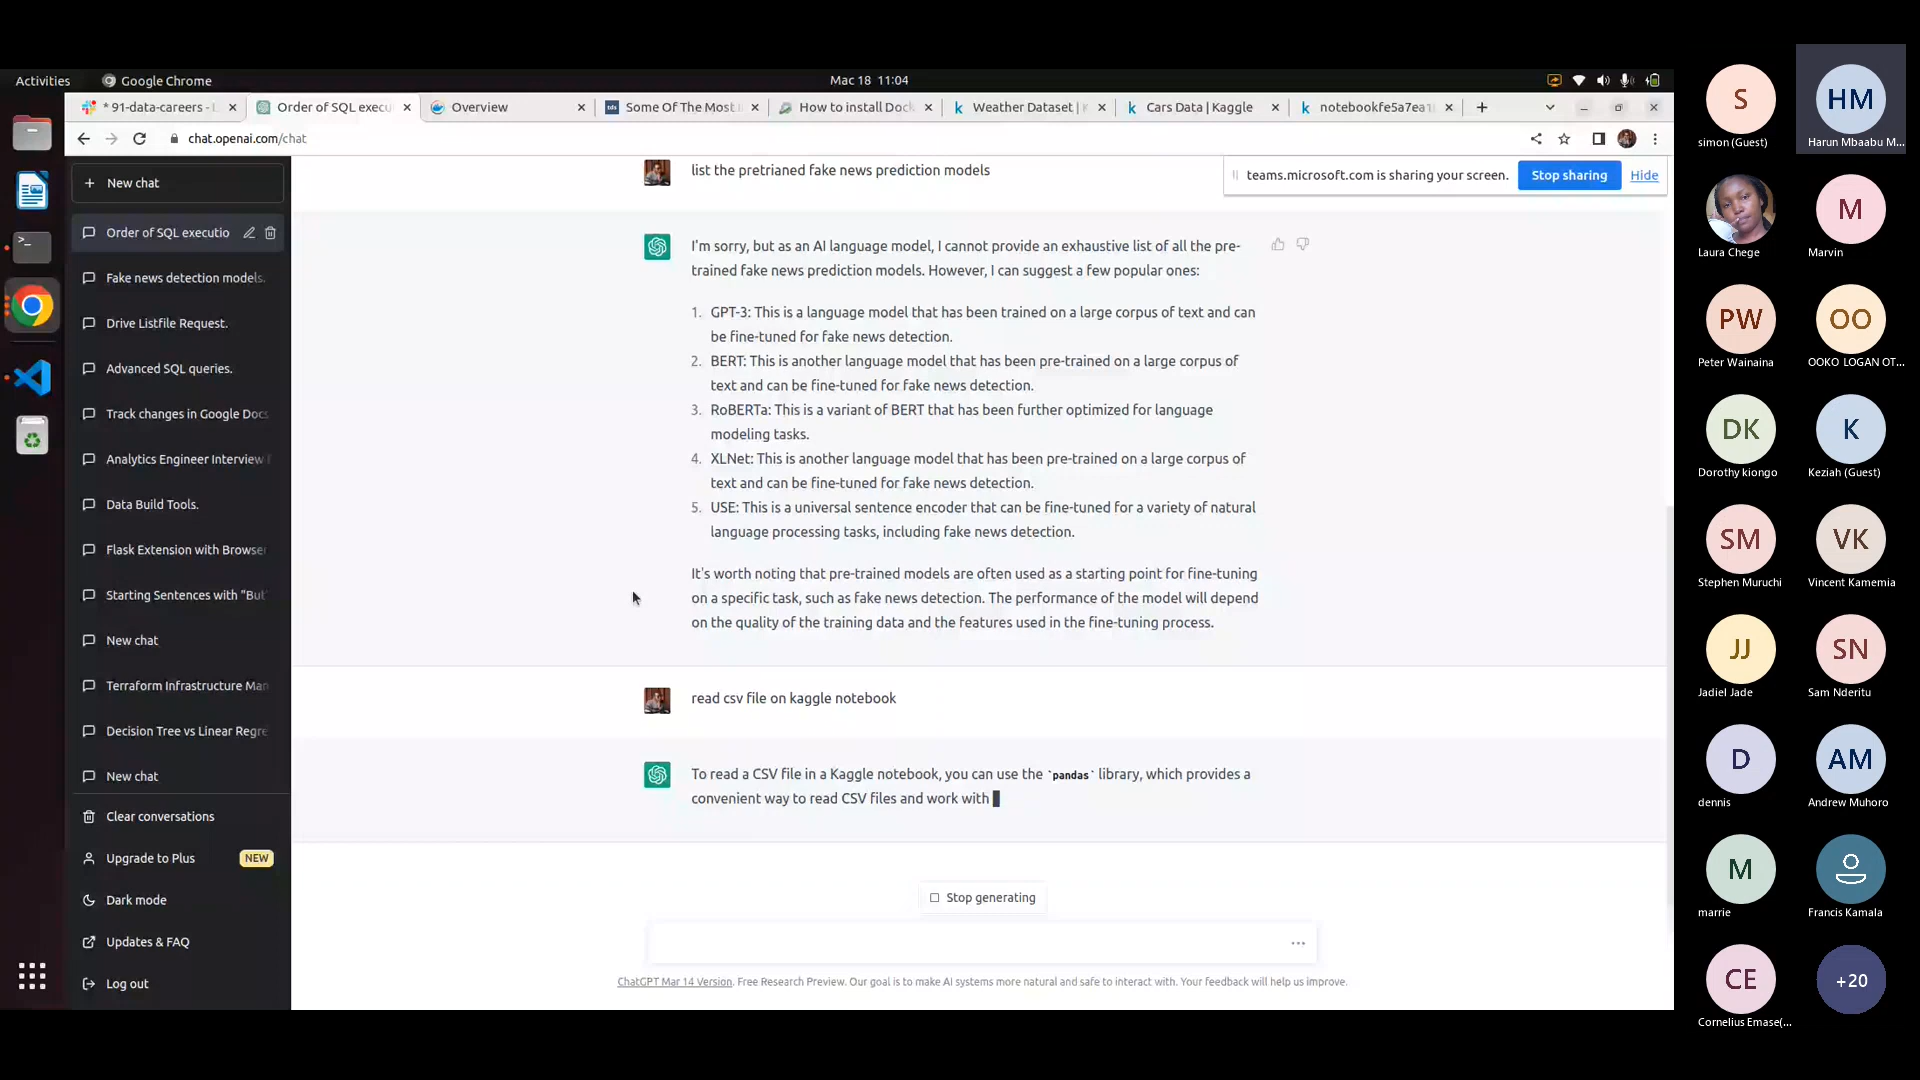 Activities
Google Chrome
Mac 18 11:04
* 91-data-careers -
Order of SQL execu
Overview
Some Of The Most
How to install Dock
Weather Dataset |
Cars Data | Kaggle
notebookfe5a7ea1
chat.openai.com/chat
teams.microsoft.com is sharing your screen.
Stop sharing
Hide
New chat
Order of SQL executio
Fake news detection models.
Drive Listfile Request.
Advanced SQL queries.
Track changes in Google Docs
Analytics Engineer Interview
Data Build Tools.
Flask Extension with Browse
Starting Sentences with "But
New chat
Terraform Infrastructure Man
Decision Tree vs Linear Regre
New chat
Clear conversations
Upgrade to Plus
NEW
Dark mode
Updates & FAQ
Log out
list the pretrianed fake news prediction models
I'm sorry, but as an AI language model, I cannot provide an exhaustive list of all the pre-
trained fake news prediction models. However, I can suggest a few popular ones:
1. GPT-3: This is a language model that has been trained on a large corpus of text and can
be fine-tuned for fake news detection.
2. BERT: This is another language model that has been pre-trained on a large corpus of
text and can be fine-tuned for fake news detection.
3. RoBERTa: This is a variant of BERT that has been further optimized for language
modeling tasks.
4. XLNet: This is another language model that has been pre-trained on a large corpus of
text and can be fine-tuned for fake news detection.
5. USE: This is a universal sentence encoder that can be fine-tuned for a variety of natural
language processing tasks, including fake news detection.
It's worth noting that pre-trained models are often used as a starting point for fine-tuning
on a specific task, such as fake news detection. The performance of the model will depend
on the quality of the training data and the features used in the fine-tuning process.
read csv file on kaggle notebook
To read a CSV file in a Kaggle notebook, you can use the `pandas` library, which provides a
convenient way to read CSV files and work with
Stop generating
ChatGPT Mar 14 Version. Free Research Preview. Our goal is to make AI systems more natural and safe to interact with. Your feedback will help us improve.
S
simon (Guest)
HM
Harun Mbaabu M...
Laura Chege
M
Marvin
PW
Peter Wainaina
OO
OOKO LOGAN OT...
DK
Dorothy kiongo
K
Keziah (Guest)
SM
Stephen Muruchi
VK
Vincent Kamemia
JJ
Jadiel Jade
SN
Sam Nderitu
D
dennis
AM
Andrew Muhoro
M
marrie
Francis Kamala
CE
Cornelius Emase(...
+20